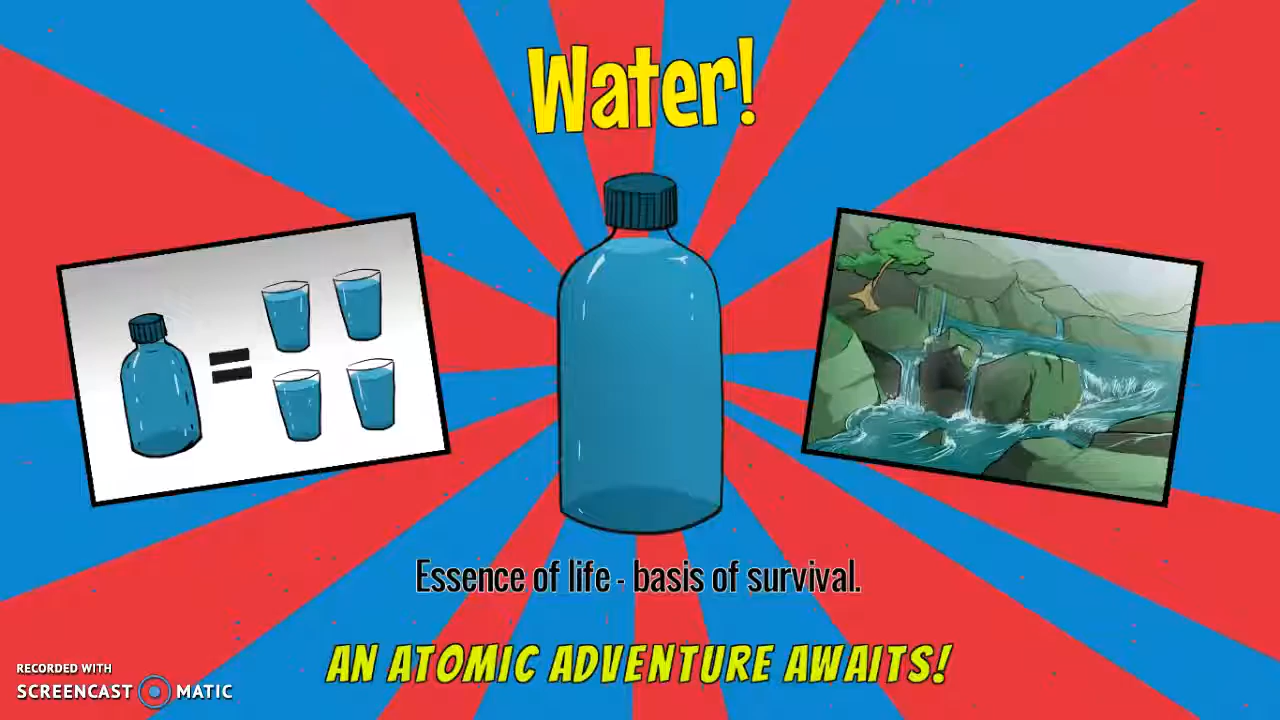 Water!
Essence of life - basis of survival.
AN ATOMIC ADVENTURE AWAITS!
RECORDED WITH
SCREENCAST MATIC